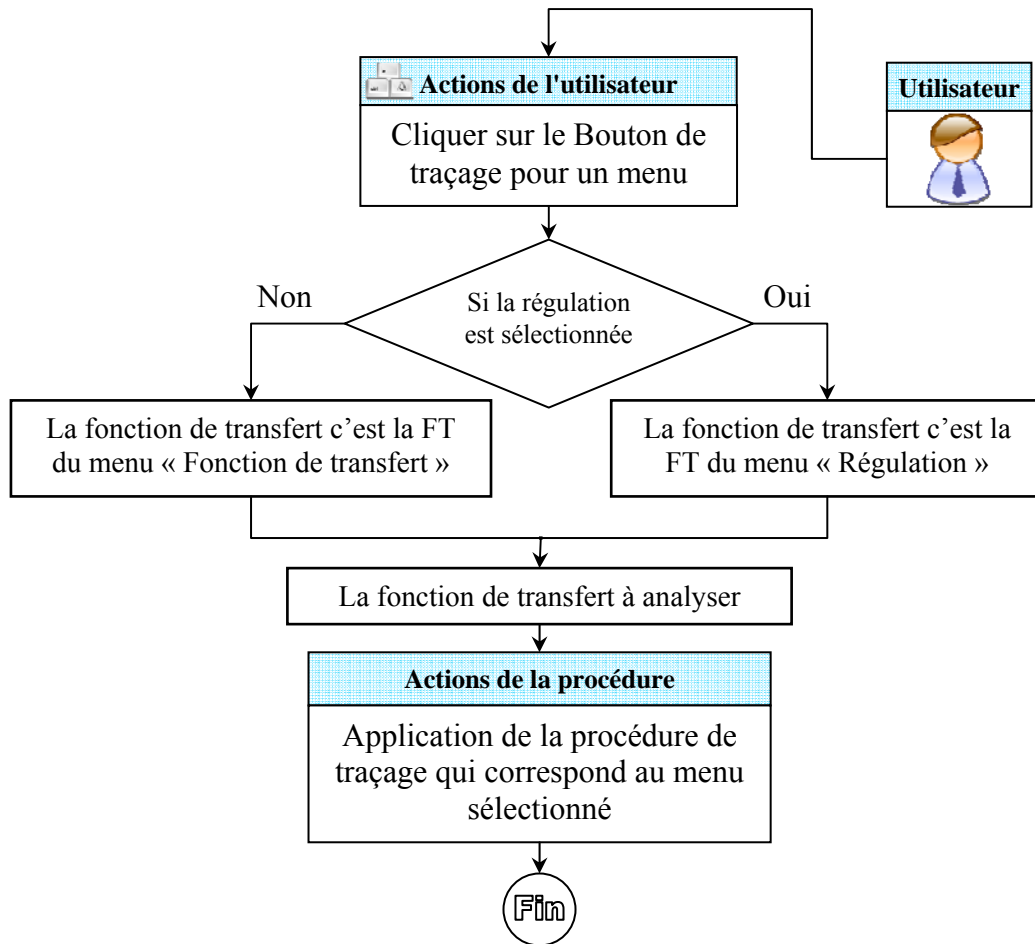 Actions de l'utilisateur
Utilisateur
Cliquer sur le Bouton de
traçage pour un menu
Non
Si la régulation
est sélectionnée
Oui
La fonction de transfert c’est la FT
du menu « Fonction de transfert »
La fonction de transfert c’est la
FT du menu « Régulation »
La fonction de transfert à analyser
Actions de la procédure
Application de la procédure de
traçage qui correspond au menu
sélectionné
Fin